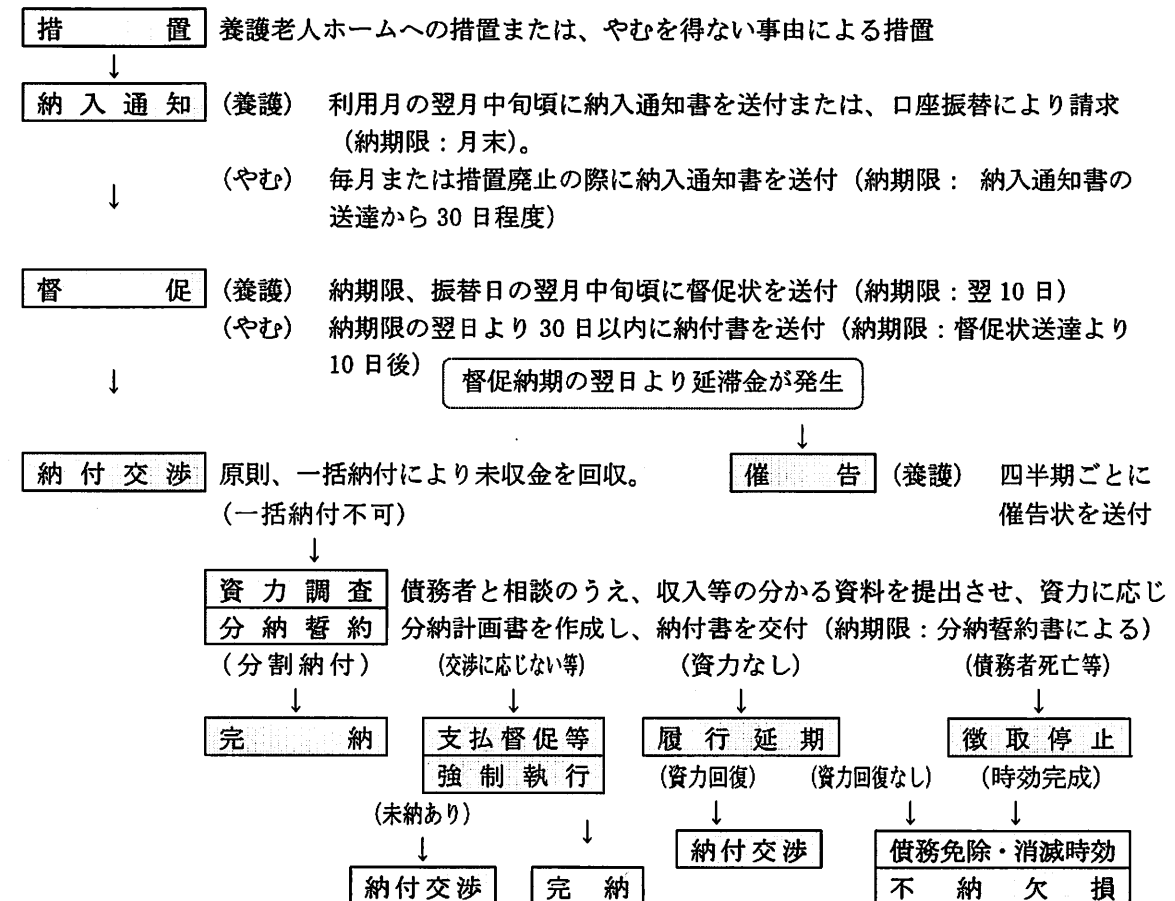 措置 養護老人ホームへの措置または、やむを得ない事由による措置
↓
納入通知 (養護) 利用月の翌月中旬頃に納入通知書を送付または、口座振替により請求
(納期限：月末)。
(やむ) 毎月または措置廃止の際に納入通知書を送付（納期限： 納入通知書の
↓
送達から 30 日程度）
督促 (養護) 納期限、振替日の翌月中旬頃に督促状を送付（納期限：翌 10 日）
(やむ) 納期限の翌日より 30 日以内に納付書を送付（納期限：督促状送達より
10 日後）
↓
督促納期の翌日より延滞金が発生
↓
納付交渉 原則、一括納付により未収金を回収。 催告 (養護) 四半期ごとに
(一括納付不可) 催告状を送付
↓
資力調査 債務者と相談のうえ、収入等の分かる資料を提出させ、資力に応じ
分納誓約 分納計画書を作成し、納付書を交付（納期限：分納誓約書による）
(分割納付) (交渉に応じない等) (資力なし) (債務者死亡等)
↓ ↓ ↓ ↓
完納 支払督促等 履行延期 徴取停止
強制執行 (資力回復) (資力回復なし) (時効完成)
(未納あり) ↓ ↓ ↓
↓ ↓ 納付交渉 債務免除・消滅時効
納付交渉 完納 不納欠損